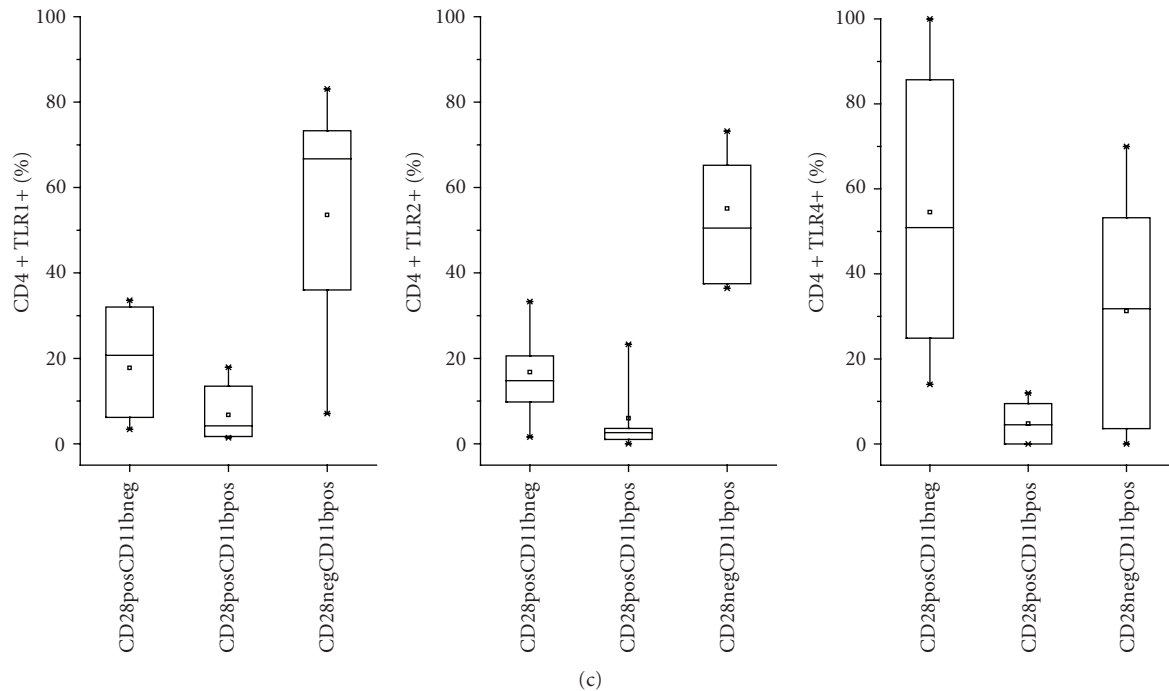 100
80
60
40
20
0
CD4 + TLR1+ (%)
CD28posCD11bneg
CD28posCD11bpos
CD28negCD11bpos
100
80
60
40
20
0
CD4 + TLR2+ (%)
CD28posCD11bneg
CD28posCD11bpos
CD28negCD11bpos
100
80
60
40
20
0
CD4 + TLR4+ (%)
CD28posCD11bneg
CD28posCD11bpos
CD28negCD11bpos
(c)